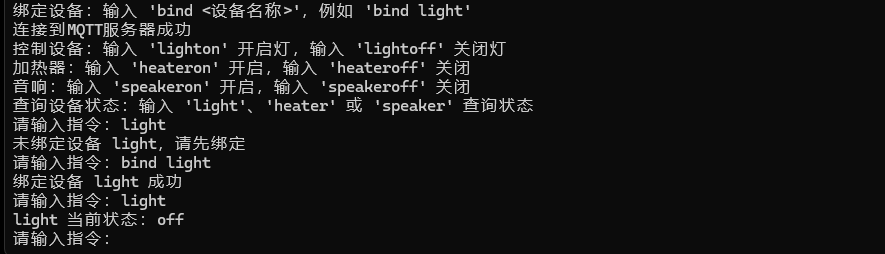 绑定设备：输入 'bind <设备名称>'，例如 'bind light'
连接到MQTT服务器成功
控制设备：输入 'lighton' 开启灯，输入 'lightoff' 关闭灯
加热器：输入 'heateron' 开启，输入 'heateroff' 关闭
音响：输入 'speakeron' 开启，输入 'speakeroff' 关闭
查询设备状态：输入 'light'、'heater' 或 'speaker' 查询状态
请输入指令：light
未绑定设备 light，请先绑定
请输入指令：bind light
绑定设备 light 成功
请输入指令：light
light 当前状态：off
请输入指令：